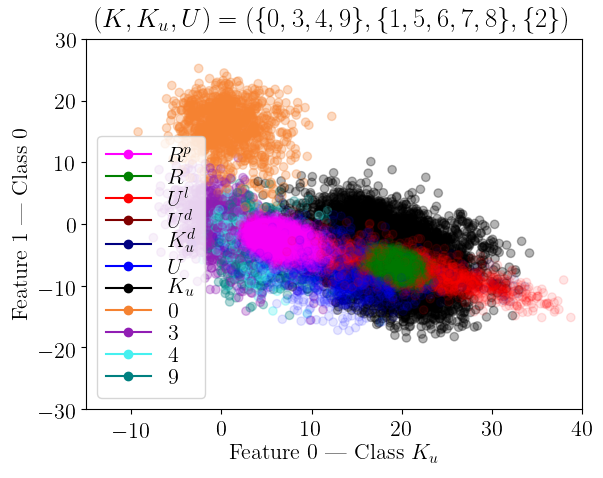 (K, K_u, U) = ({0, 3, 4, 9}, {1, 5, 6, 7, 8}, {2})
30
20
10
0
−10
−20
−30
Feature 1 — Class 0
R^p
R
U^l
U^d
K_u^d
U
K_u
0
3
4
9
−10 0 10 20 30 40
Feature 0 — Class K_u